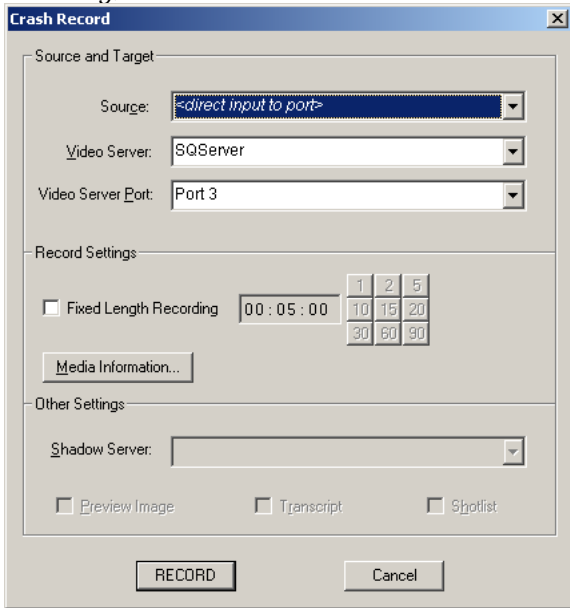 Crash Record
Source and Target
Source: <direct input to port>
Video Server: SQServer
Video Server Port: Port 3
Record Settings
Fixed Length Recording 00:05:00
1 2 5
10 15 20
30 60 90
Media Information...
Other Settings
Shadow Server:
Preview Image Transcript Shotlist
RECORD Cancel